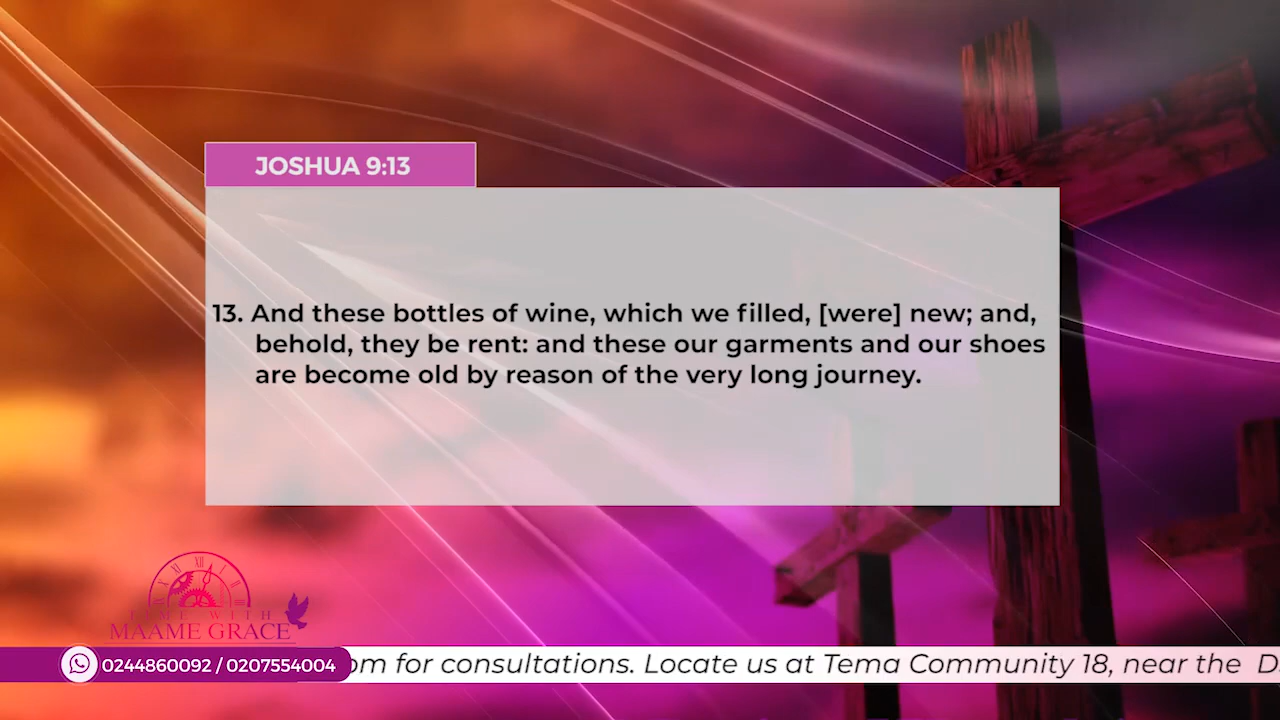 JOSHUA 9:13
13. And these bottles of wine, which we filled, [were] new; and,
behold, they be rent: and these our garments and our shoes
are become old by reason of the very long journey.
TIME WITH
MAAME GRACE
0244860092 / 0207554004
om for consultations. Locate us at Tema Community 18, near the D